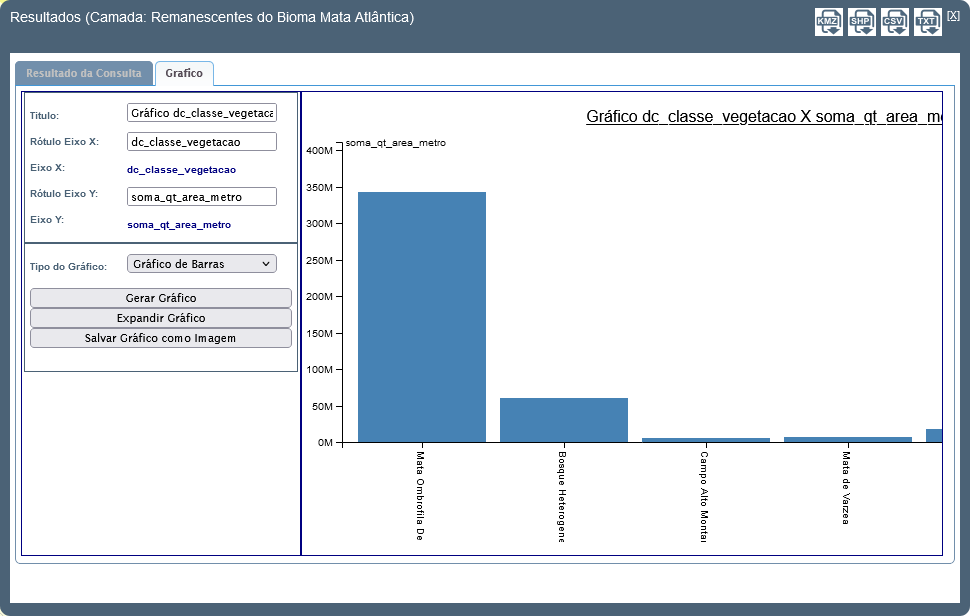 Resultados (Camada: Remanescentes do Bioma Mata Atlântica)
KMZ SHP CSV TXT [X]
Resultado da Consulta Grafico
Titulo: Gráfico dc_classe_vegetaca
Rótulo Eixo X: dc_classe_vegetacao
Eixo X: dc_classe_vegetacao
Rótulo Eixo Y: soma_qt_area_metro
Eixo Y: soma_qt_area_metro
Tipo do Gráfico: Gráfico de Barras
Gerar Gráfico
Expandir Gráfico
Salvar Gráfico como Imagem
Gráfico dc_classe_vegetacao X soma_qt_area_me
soma_qt_area_metro
400M
350M
300M
250M
200M
150M
100M
50M
0M
Mata Ombrofila De
Bosque Heterogene
Campo Alto Montan
Mata de Varzea